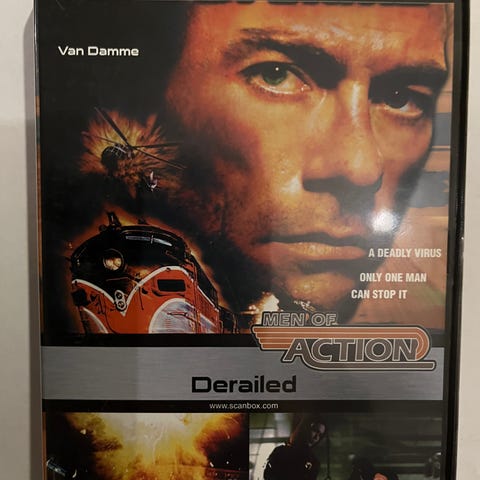 Van Damme
A DEADLY VIRUS
ONLY ONE MAN
CAN STOP IT
MEN OF
ACTION
Derailed
www.scanbox.com